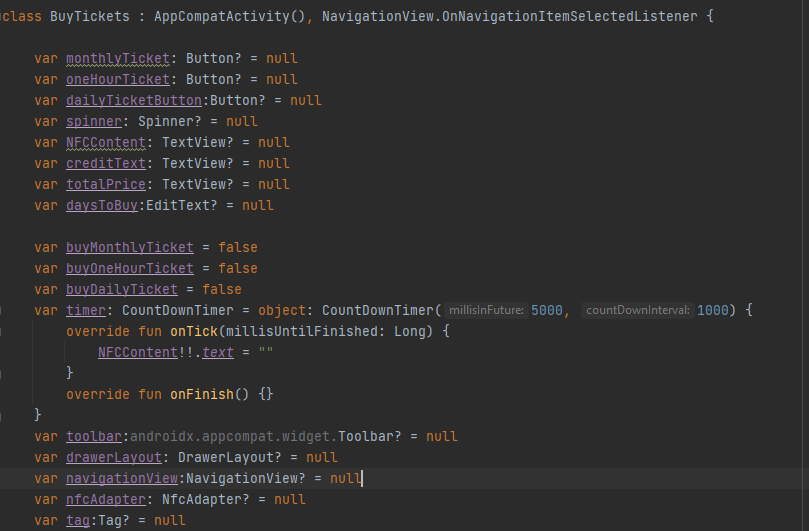 class BuyTickets : AppCompatActivity(), NavigationView.OnNavigationItemSelectedListener {
var monthlyTicket: Button? = null
var oneHourTicket: Button? = null
var dailyTicketButton:Button? = null
var spinner: Spinner? = null
var NFCContent: TextView? = null
var creditText: TextView? = null
var totalPrice: TextView? = null
var daysToBuy:EditText? = null
var buyMonthlyTicket = false
var buyOneHourTicket = false
var buyDailyTicket = false
var timer: CountDownTimer = object: CountDownTimer( millisInFuture: 5000, countDownInterval: 1000) {
override fun onTick(millisUntilFinished: Long) {
NFCContent!!.text = ""
}
override fun onFinish() {}
}
var toolbar:androidx.appcompat.widget.Toolbar? = null
var drawerLayout: DrawerLayout? = null
var navigationView:NavigationView? = null
var nfcAdapter: NfcAdapter? = null
var tag:Tag? = null